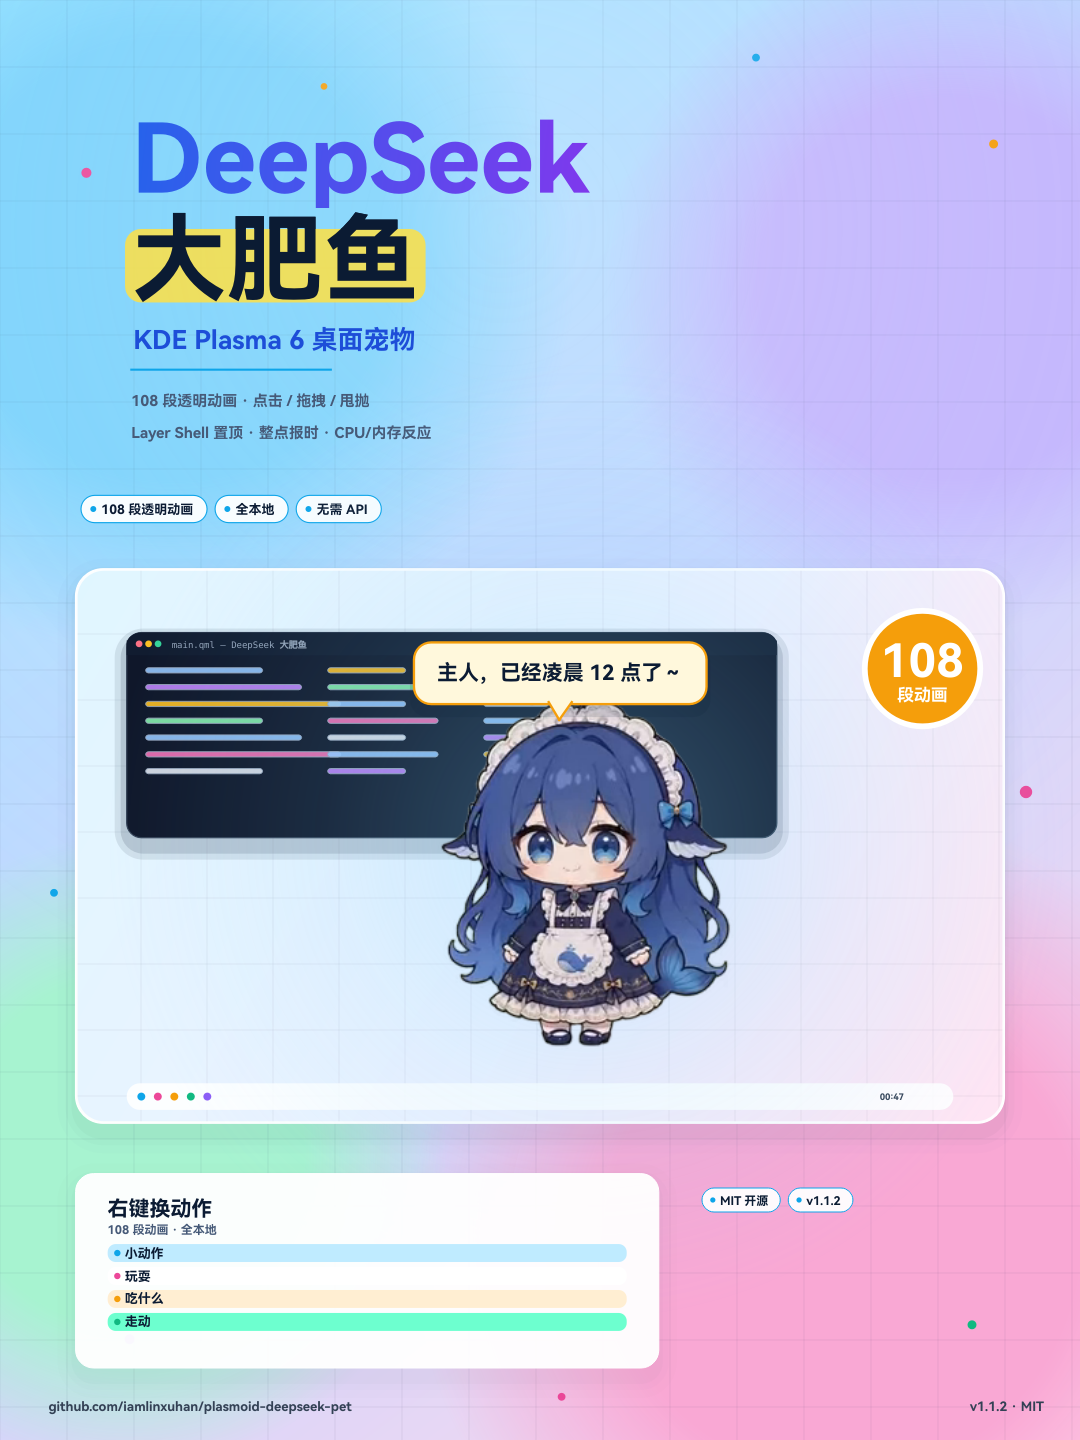 DeepSeek
大肥鱼
KDE Plasma 6 桌面宠物
108 段透明动画 · 点击 / 拖拽 / 甩抛
Layer Shell 置顶 · 整点报时 · CPU/内存反应
108 段透明动画
全本地
无需 API
main.qml — DeepSeek 大肥鱼
主人，已经凌晨 12 点了 ~
108
段动画
00:47
右键换动作
108 段动画 · 全本地
小动作
玩耍
吃什么
走动
MIT 开源
v1.1.2
github.com/iamlinxuhan/plasmoid-deepseek-pet
v1.1.2 · MIT